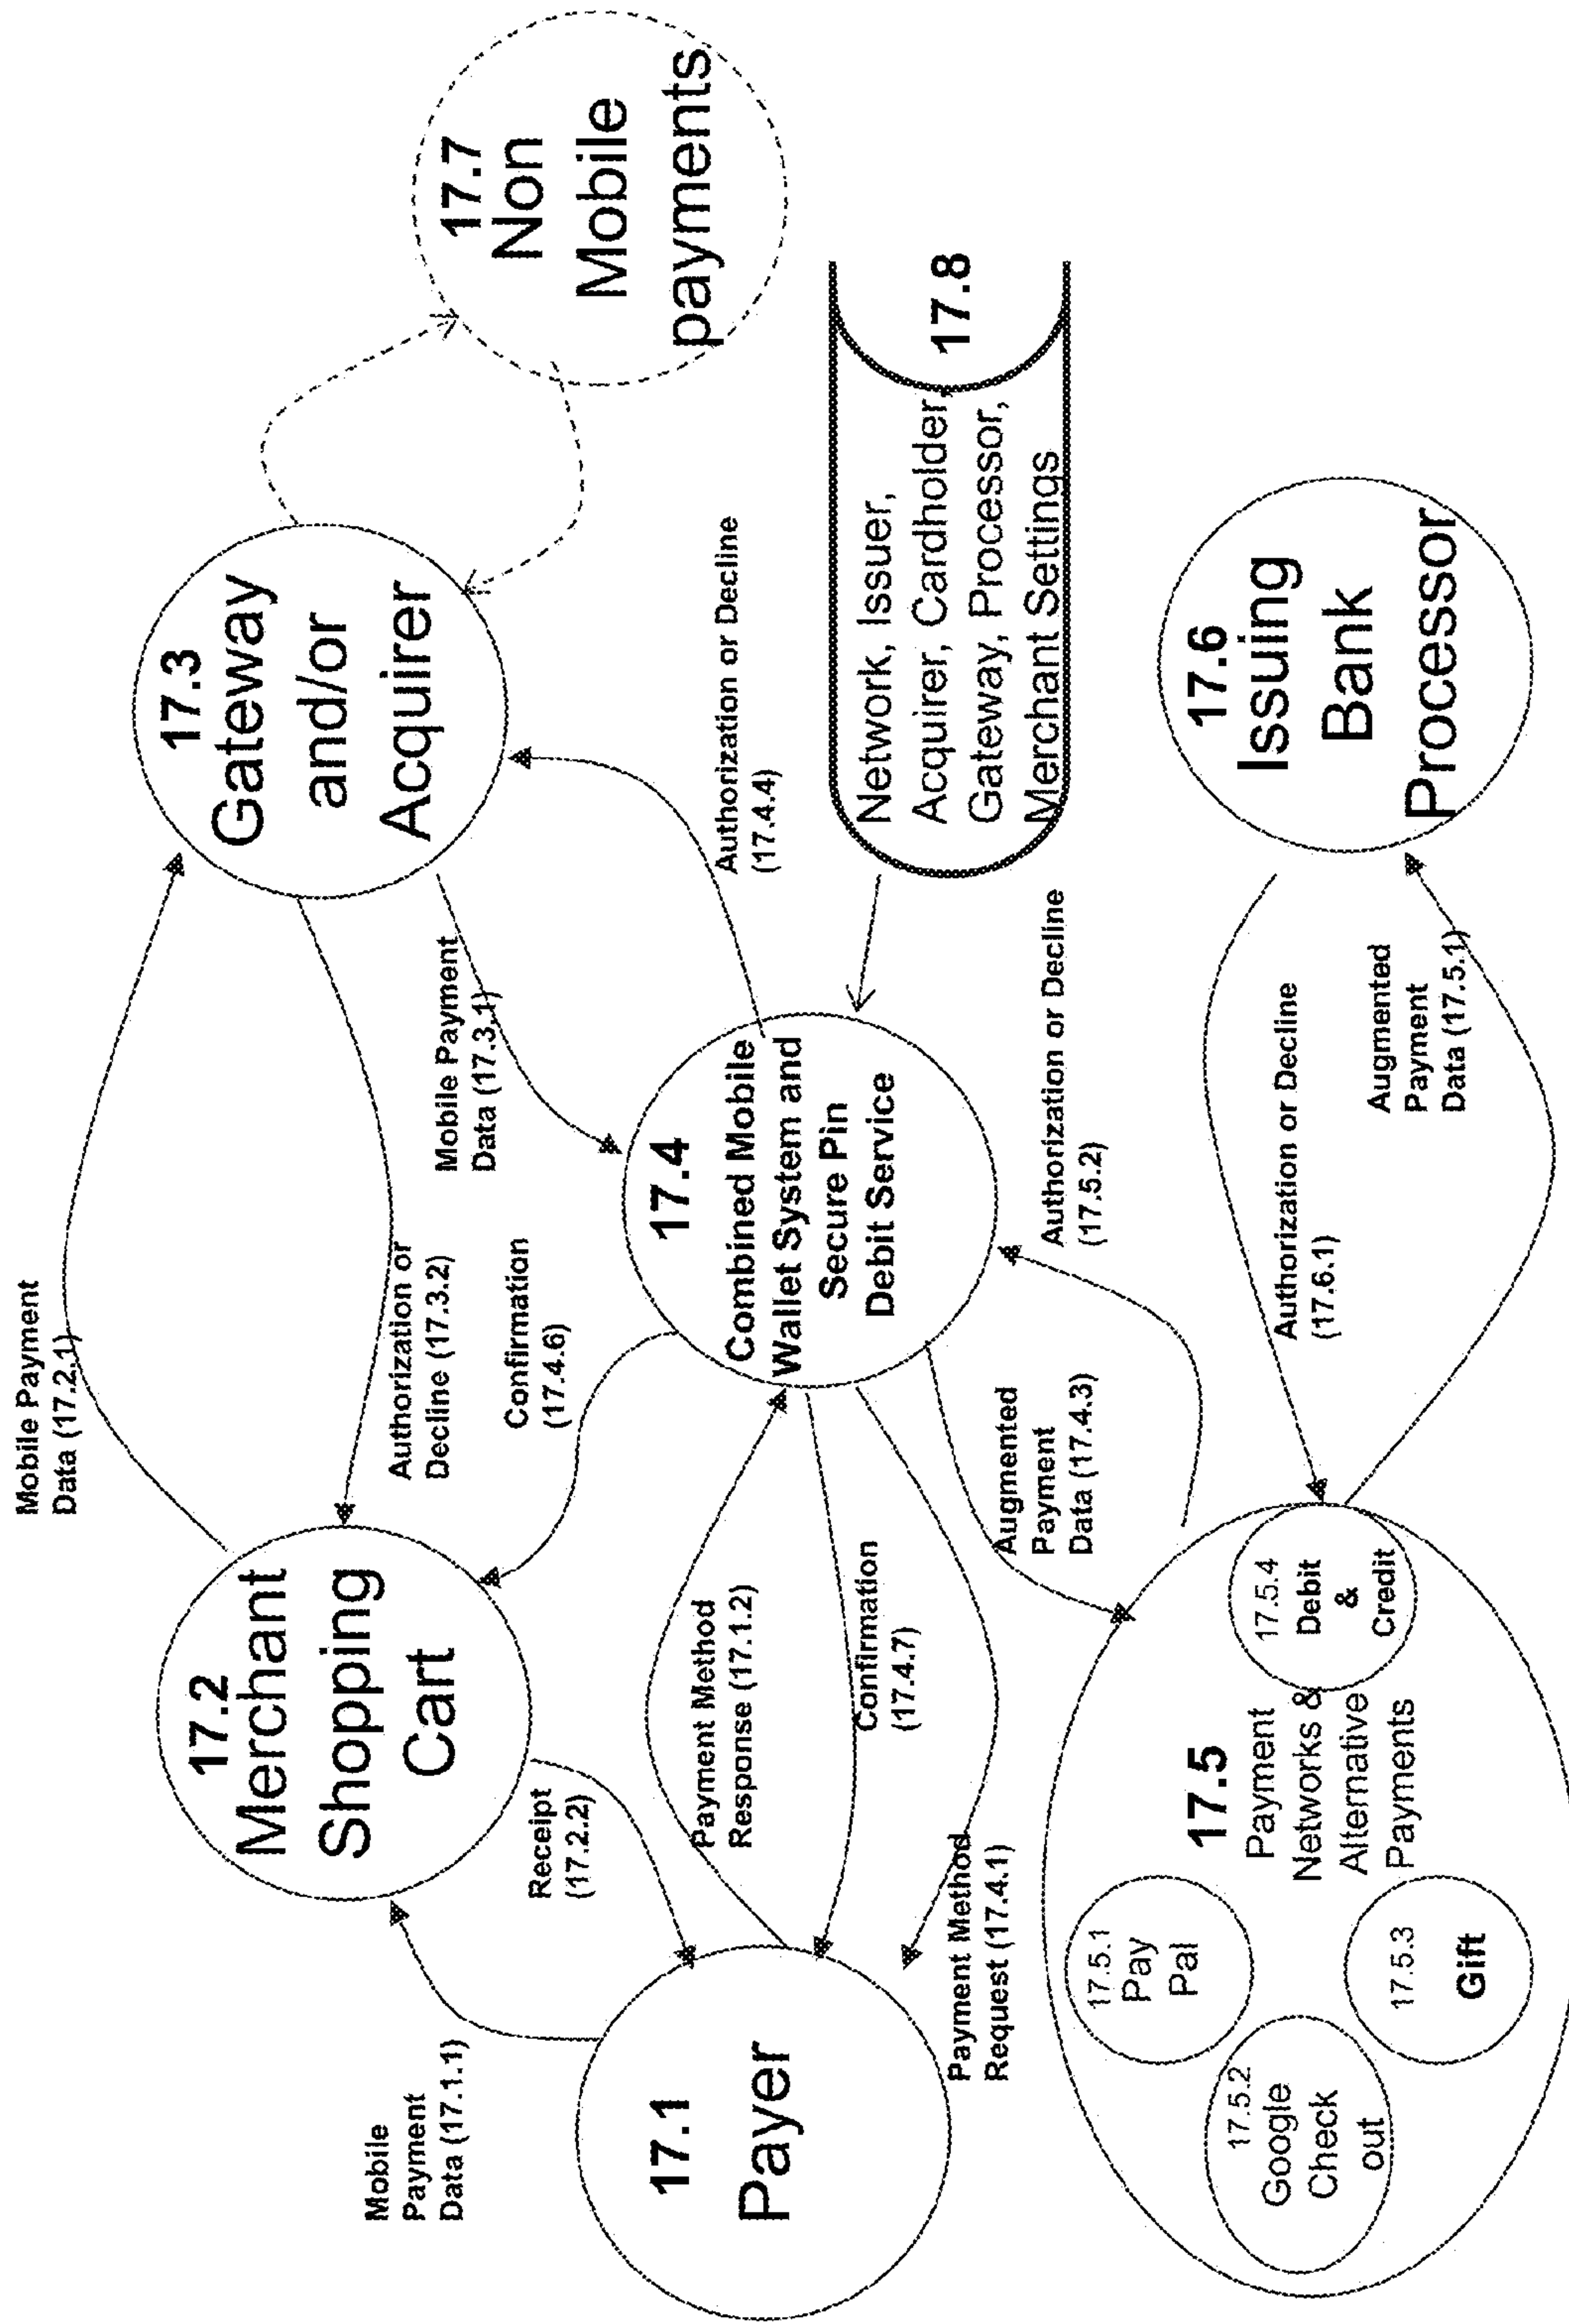 Mobile Payment
Data (17.2.1)
17.2
Merchant
Shopping
Cart
17.3
Gateway
and/or
Acquirer
17.7
Non
Mobile
payments
Authorization or
Decline (17.3.2)
Mobile Payment
Data (17.3.1)
Mobile
Payment
Data (17.1.1)
Receipt
(17.2.2)
Confirmation
(17.4.6)
17.1
Payer
Payment Method
Response (17.1.2)
Confirmation
(17.4.7)
Payment Method
Request (17.4.1)
17.4
Combined Mobile
Wallet System and
Secure Pin
Debit Service
Authorization or Decline
(17.4.4)
Network, Issuer,
Acquirer, Cardholder,
Gateway, Processor,
Merchant Settings
17.8
Augmented
Payment
Data (17.4.3)
Authorization or Decline
(17.5.2)
17.5
Payment
Networks &
Alternative
Payments
17.5.1
Pay
Pal
17.5.2
Google
Check
out
17.5.3
Gift
17.5.4
Debit
&
Credit
Authorization or Decline
(17.6.1)
Augmented
Payment
Data (17.5.1)
17.6
Issuing
Bank
Processor